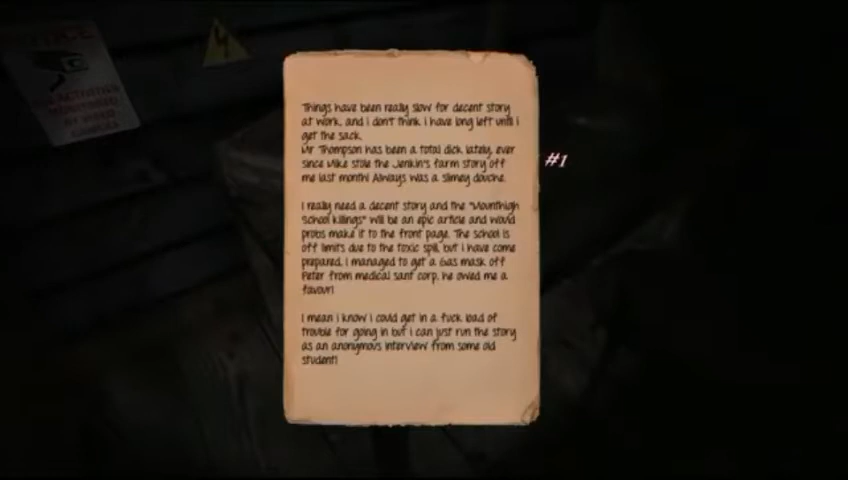 Things have been really slow for decent story
at work, and i don't think i have long left until i
get the sack.
Mr Thompson has been a total dick lately, ever
since Mike stole the Jenkin's farm story off
me last month! Always was a slimey douche.
#1
I really need a decent story and the "Mounthigh
School killings" will be an epic article and would
probs make it to the front page. The school is
off limits due to the toxic spill, but i have come
prepared. I managed to get a Gas mask off
Peter from medical sant corp, he owed me a
favour!
I mean i know i could get in a fuck load of
trouble for going in but i can just run the story
as an anonymous interview from some old
student!